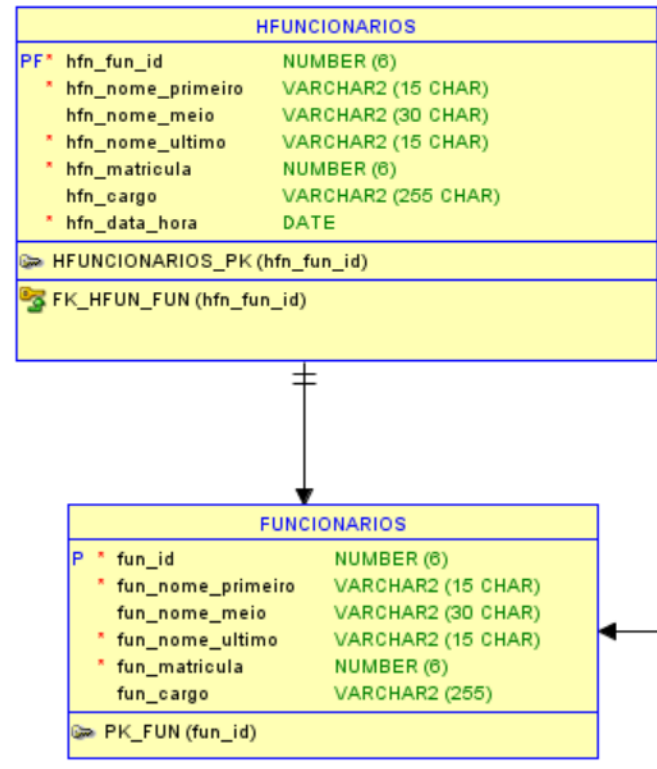 HFUNCIONARIOS
PF* hfn_fun_id NUMBER (6)
* hfn_nome_primeiro VARCHAR2 (15 CHAR)
hfn_nome_meio VARCHAR2 (30 CHAR)
* hfn_nome_ultimo VARCHAR2 (15 CHAR)
* hfn_matricula NUMBER (6)
hfn_cargo VARCHAR2 (255 CHAR)
* hfn_data_hora DATE
HFUNCIONARIOS_PK (hfn_fun_id)
FK_HFUN_FUN (hfn_fun_id)
FUNCIONARIOS
P * fun_id NUMBER (6)
* fun_nome_primeiro VARCHAR2 (15 CHAR)
fun_nome_meio VARCHAR2 (30 CHAR)
* fun_nome_ultimo VARCHAR2 (15 CHAR)
* fun_matricula NUMBER (6)
fun_cargo VARCHAR2 (255)
PK_FUN (fun_id)